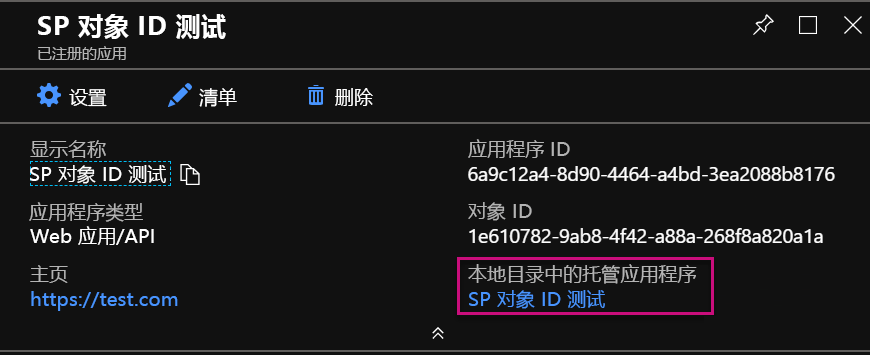 SP 对象 ID 测试
已注册的应用
设置
清单
删除
显示名称
SP 对象 ID 测试
应用程序类型
Web 应用/API
主页
https://test.com
应用程序 ID
6a9c12a4-8d90-4464-a4bd-3ea2088b8176
对象 ID
1e610782-9ab8-4f42-a88a-268f8a820a1a
本地目录中的托管应用程序
SP 对象 ID 测试